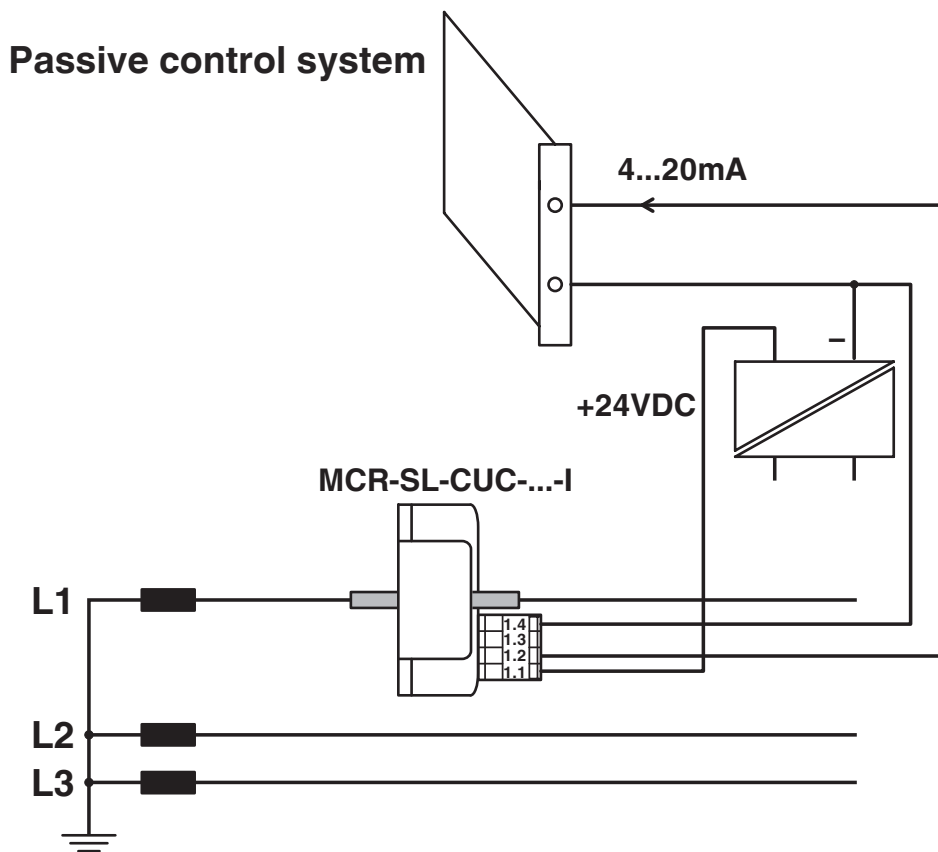 Passive control system
4...20mA
–
+24VDC
MCR-SL-CUC-...-I
L1
1.4
1.3
1.2
1.1
L2
L3